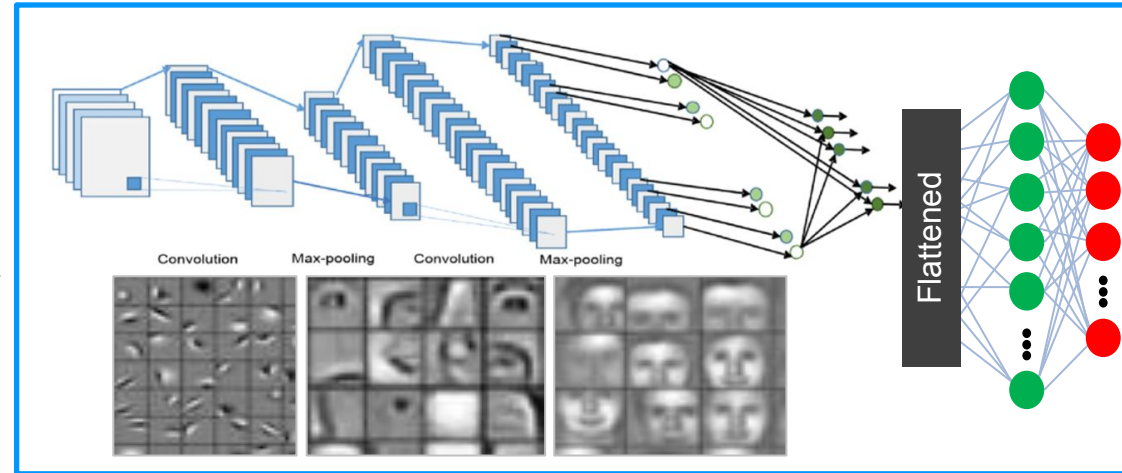 Convolution
Max-pooling
Convolution
Max-pooling
Flattened